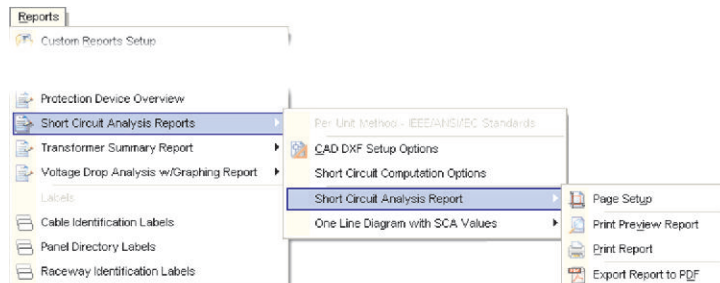 Reports
Custom Reports Setup
Protection Device Overview
Short Circuit Analysis Reports
Transformer Summary Report
Voltage Drop Analysis w/Graphing Report
Labels
Cable Identification Labels
Panel Directory Labels
Raceway Identification Labels
Per Unit Method - IEEE/ANSI/IEC Standards
CAD DXF Setup Options
Short Circuit Computation Options
Short Circuit Analysis Report
One Line Diagram with SCA Values
Page Setup
Print Preview Report
Print Report
Export Report to PDF